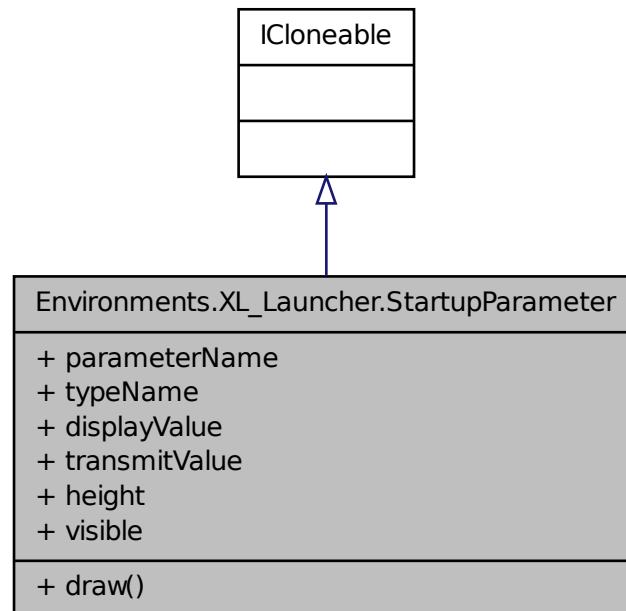 ICloneable
Environments.XL_Launcher.StartupParameter
+ parameterName
+ typeName
+ displayValue
+ transmitValue
+ height
+ visible
+ draw()